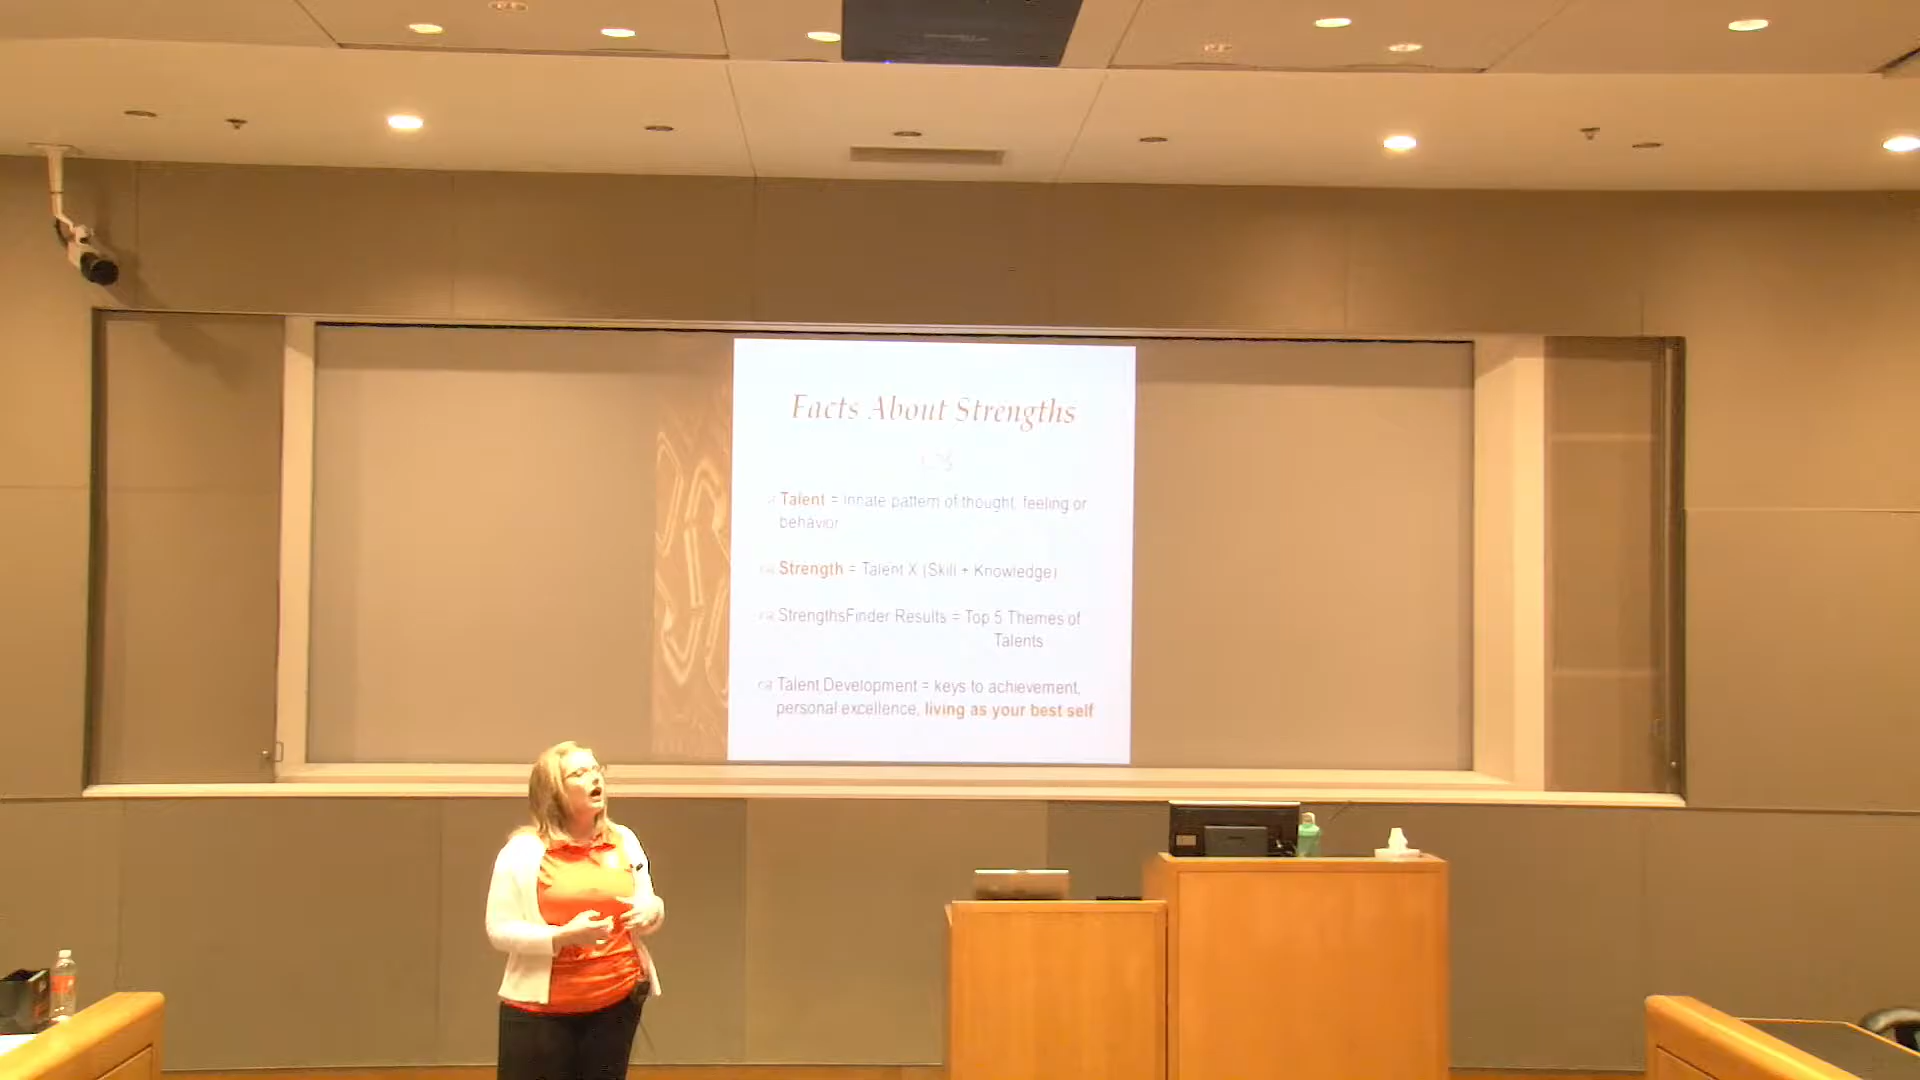 Facts About Strengths
Talent = Innate pattern of thought, feeling or
behavior
Strength = Talent X (Skill + Knowledge)
StrengthsFinder Results = Top 5 Themes of
Talents
Talent Development = keys to achievement,
personal excellence, living as your best self